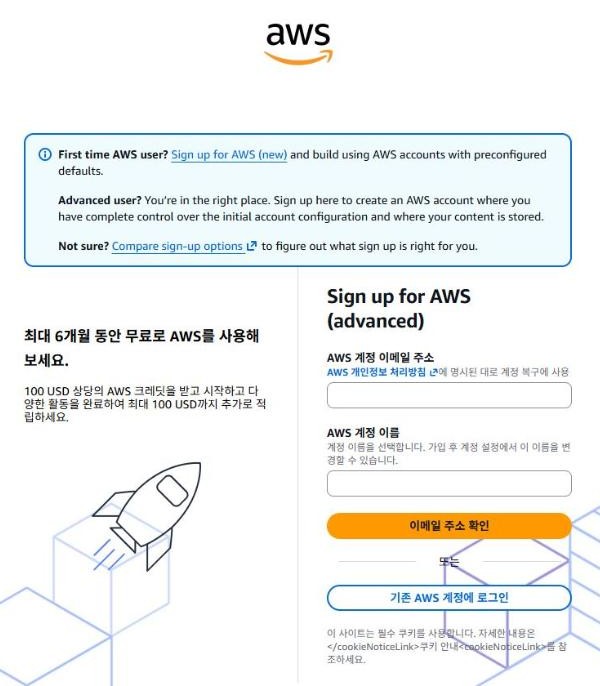 aws
First time AWS user? Sign up for AWS (new) and build using AWS accounts with preconfigured
defaults.
Advanced user? You're in the right place. Sign up here to create an AWS account where you
have complete control over the initial account configuration and where your content is stored.
Not sure? Compare sign-up options to figure out what sign up is right for you.
최대 6개월 동안 무료로 AWS를 사용해
보세요.
100 USD 상당의 AWS 크레딧을 받고 시작하고 다
양한 활동을 완료하여 최대 100 USD까지 추가로 적
립하세요.
Sign up for AWS
(advanced)
AWS 계정 이메일 주소
AWS 개인정보 처리방침에 명시된 대로 계정 복구에 사용
AWS 계정 이름
계정 이름을 선택합니다. 가입 후 계정 설정에서 이 이름을 변
경할 수 있습니다.
이메일 주소 확인
또는
기존 AWS 계정에 로그인
이 사이트는 필수 쿠키를 사용합니다. 자세한 내용은
</cookieNoticeLink>쿠키 안내<cookieNoticeLink>를 참
조하세요.